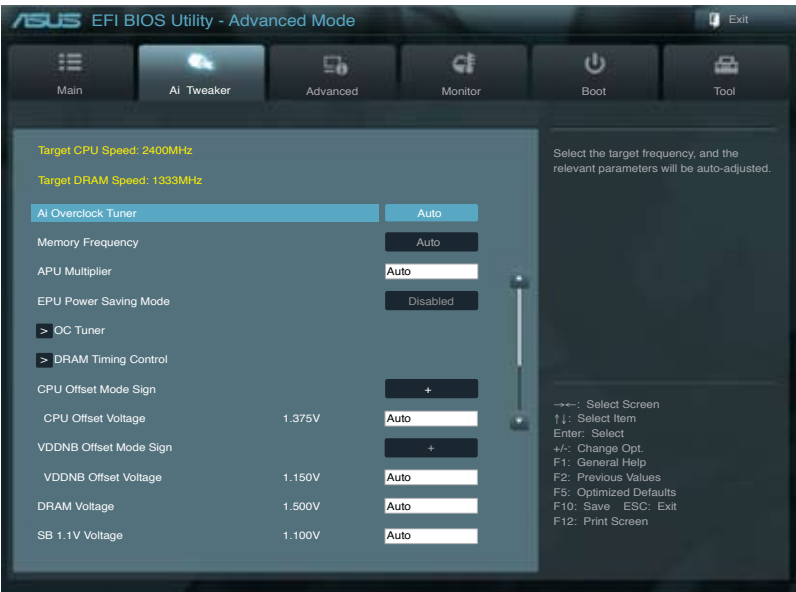 ASUS EFI BIOS Utility - Advanced Mode
Exit
Main
Ai Tweaker
Advanced
Monitor
Boot
Tool
Target CPU Speed: 2400MHz
Target DRAM Speed: 1333MHz
Ai Overclock Tuner Auto
Memory Frequency Auto
APU Multiplier Auto
EPU Power Saving Mode Disabled
> OC Tuner
> DRAM Timing Control
CPU Offset Mode Sign +
CPU Offset Voltage 1.375V Auto
VDDNB Offset Mode Sign +
VDDNB Offset Voltage 1.150V Auto
DRAM Voltage 1.500V Auto
SB 1.1V Voltage 1.100V Auto
Select the target frequency, and the
relevant parameters will be auto-adjusted.
→←: Select Screen
↑↓: Select Item
Enter: Select
+/-: Change Opt.
F1: General Help
F2: Previous Values
F5: Optimized Defaults
F10: Save ESC: Exit
F12: Print Screen